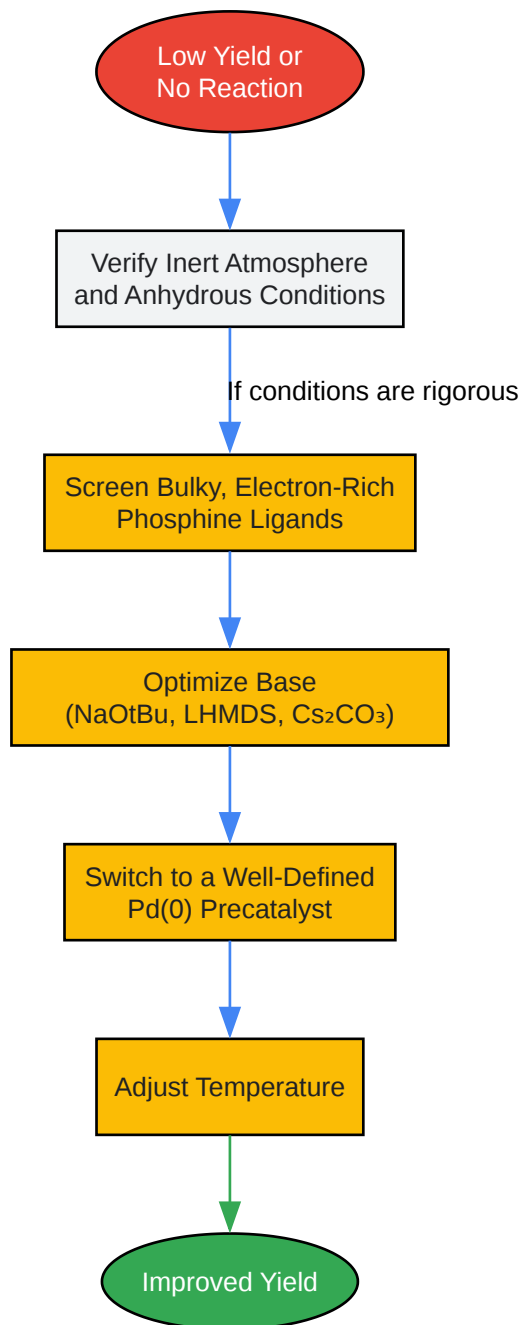 Low Yield or
No Reaction
Verify Inert Atmosphere
and Anhydrous Conditions
If conditions are rigorous
Screen Bulky, Electron-Rich
Phosphine Ligands
Optimize Base
(NaOtBu, LHMDS, Cs₂CO₃)
Switch to a Well-Defined
Pd(0) Precatalyst
Adjust Temperature
Improved Yield